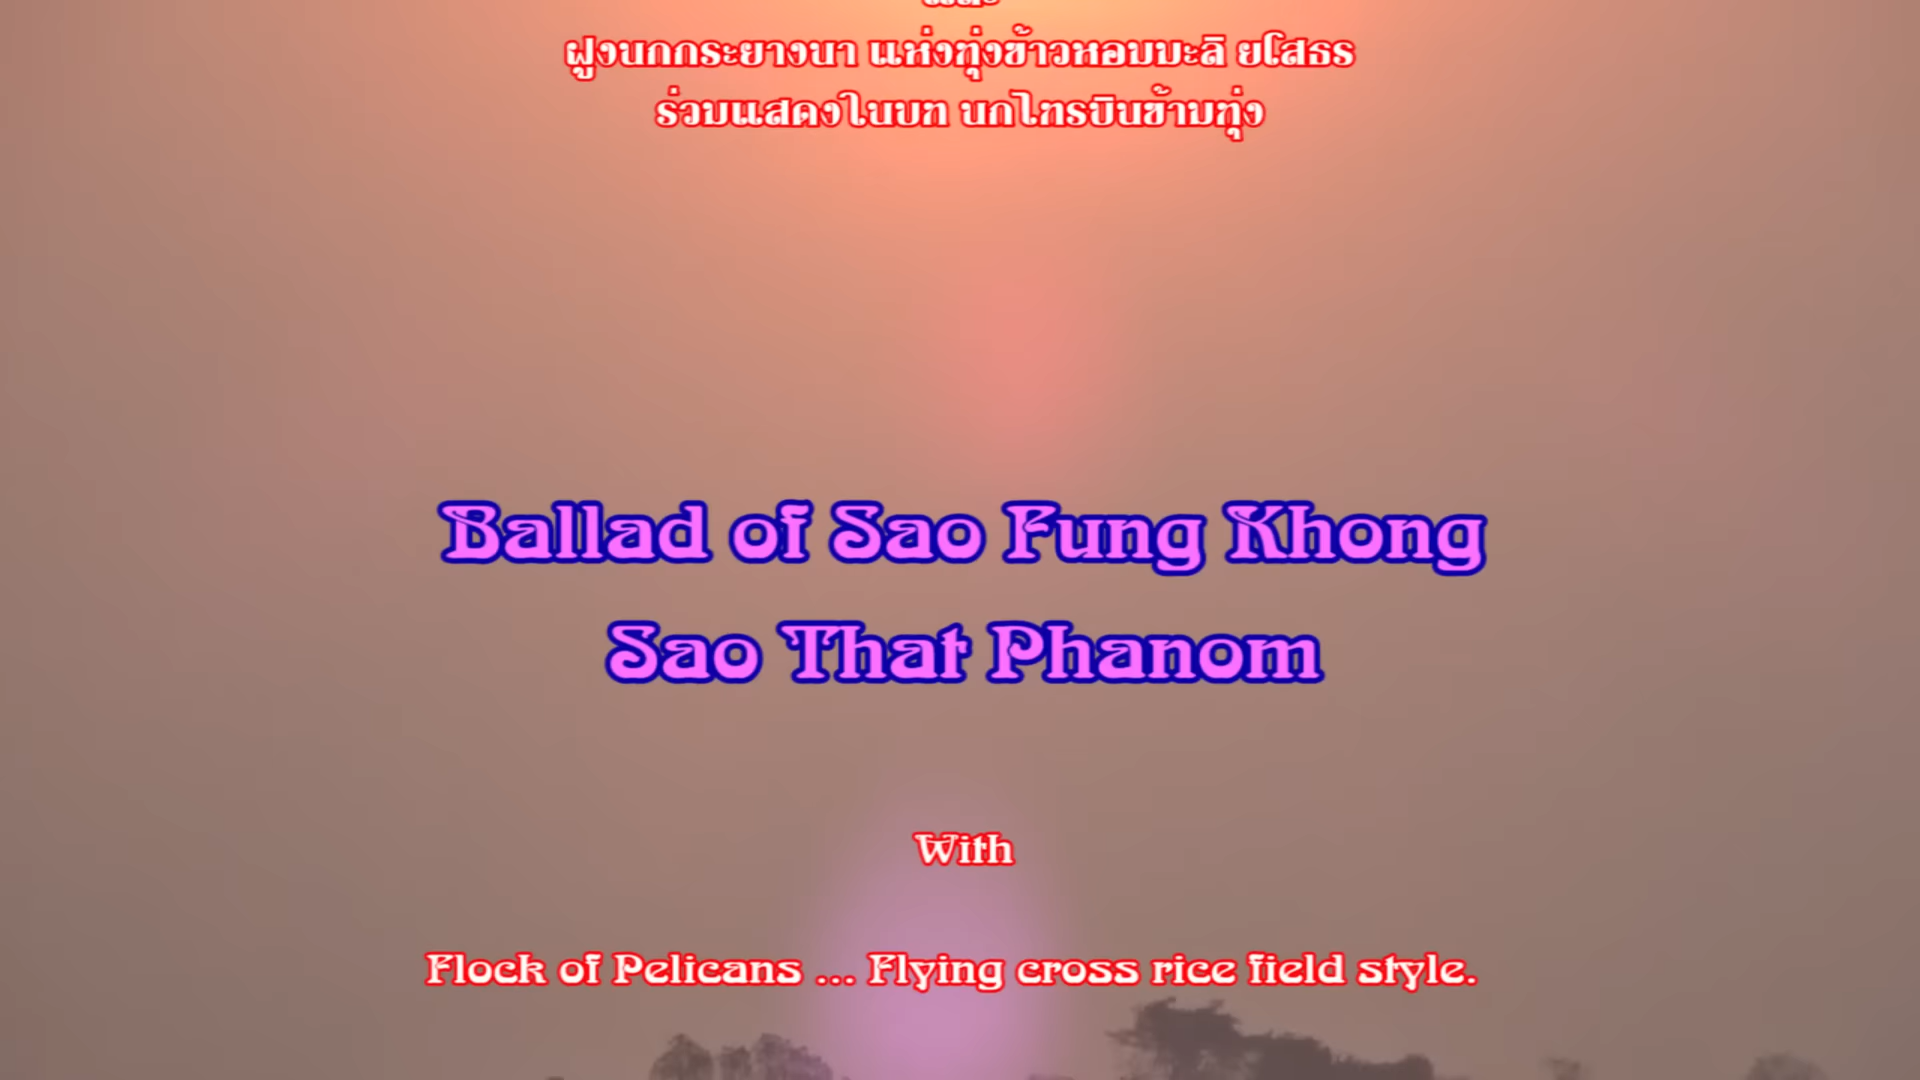 ฝูงนกกระยางนา แห่งทุ่งข้าวหอมมะลิ ยโสธร
ร่วมแสดงในบท นกไทรบินข้ามทุ่ง
Ballad of Sao Fung Khong
Sao That Phanom
With
Flock of Pelicans ... Flying cross rice field style.